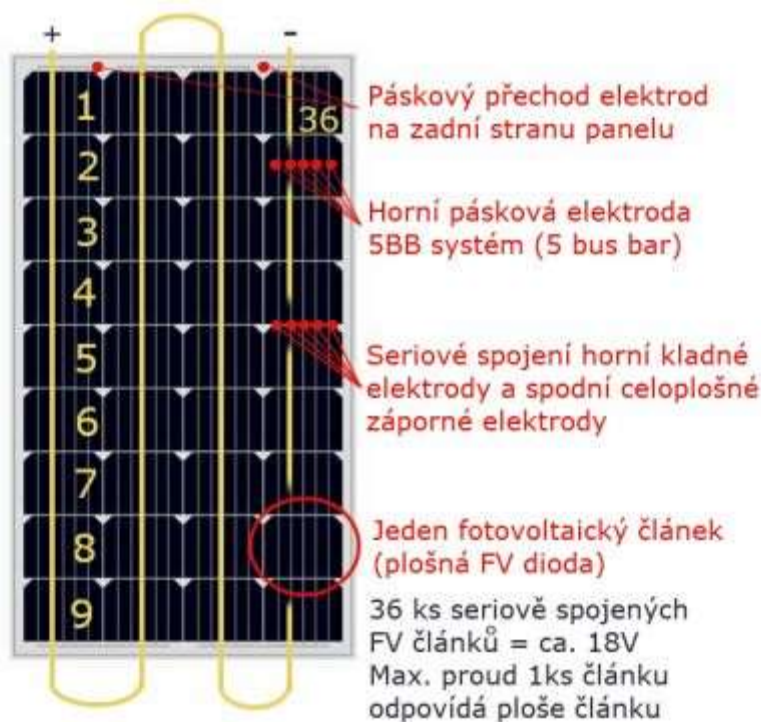 +
-
1
36
2
3
4
5
6
7
8
9
Páskový přechod elektrod
na zadní stranu panelu
Horní pásková elektroda
5BB systém (5 bus bar)
Seriové spojení horní kladné
elektrody a spodní celoplošné
záporné elektrody
Jeden fotovoltaický článek
(plošná FV dioda)
36 ks seriově spojených
FV článků = ca. 18V
Max. proud 1ks článku
odpovídá ploše článku